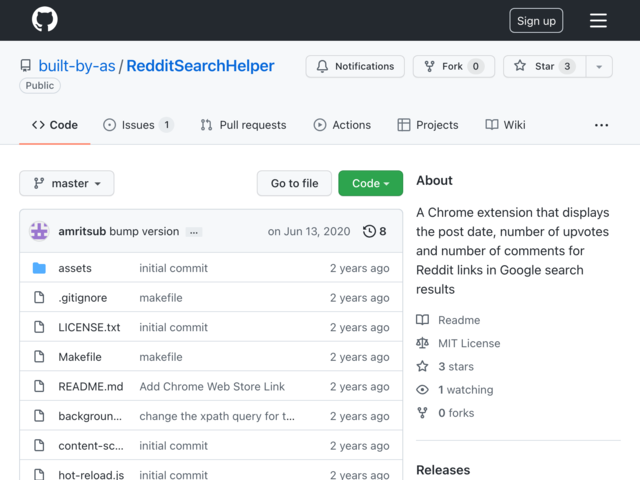 Sign up
built-by-as / RedditSearchHelper
Public
Notifications
Fork 0
Star 3
Code
Issues 1
Pull requests
Actions
Projects
Wiki
master
Go to file
Code
amritsub bump version ...
on Jun 13, 2020
8
assets initial commit 2 years ago
.gitignore makefile 2 years ago
LICENSE.txt initial commit 2 years ago
Makefile makefile 2 years ago
README.md Add Chrome Web Store Link 2 years ago
backgroun... change the xpath query for t... 2 years ago
content-sc... initial commit 2 years ago
hot-reload.js initial commit 2 years ago
About
A Chrome extension that displays
the post date, number of upvotes
and number of comments for
Reddit links in Google search
results
Readme
MIT License
3 stars
1 watching
0 forks
Releases